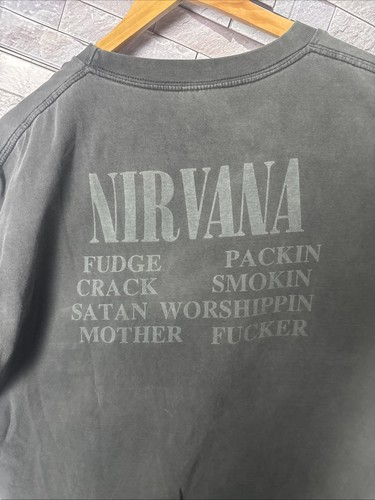 NIRVANA
FUDGE PACKIN
CRACK SMOKIN
SATAN WORSHIPPIN
MOTHER FUCKER